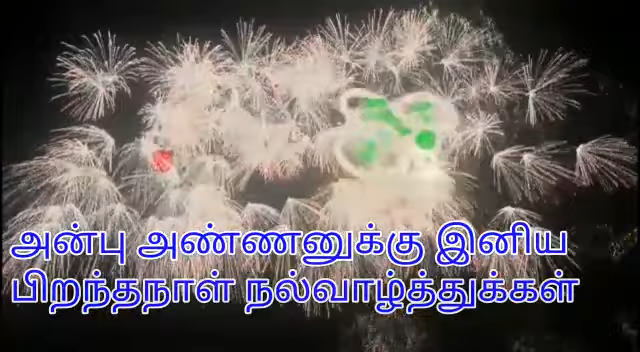 அன்பு அண்ணனுக்கு இனிய
பிறந்தநாள் நல்வாழ்த்துக்கள்